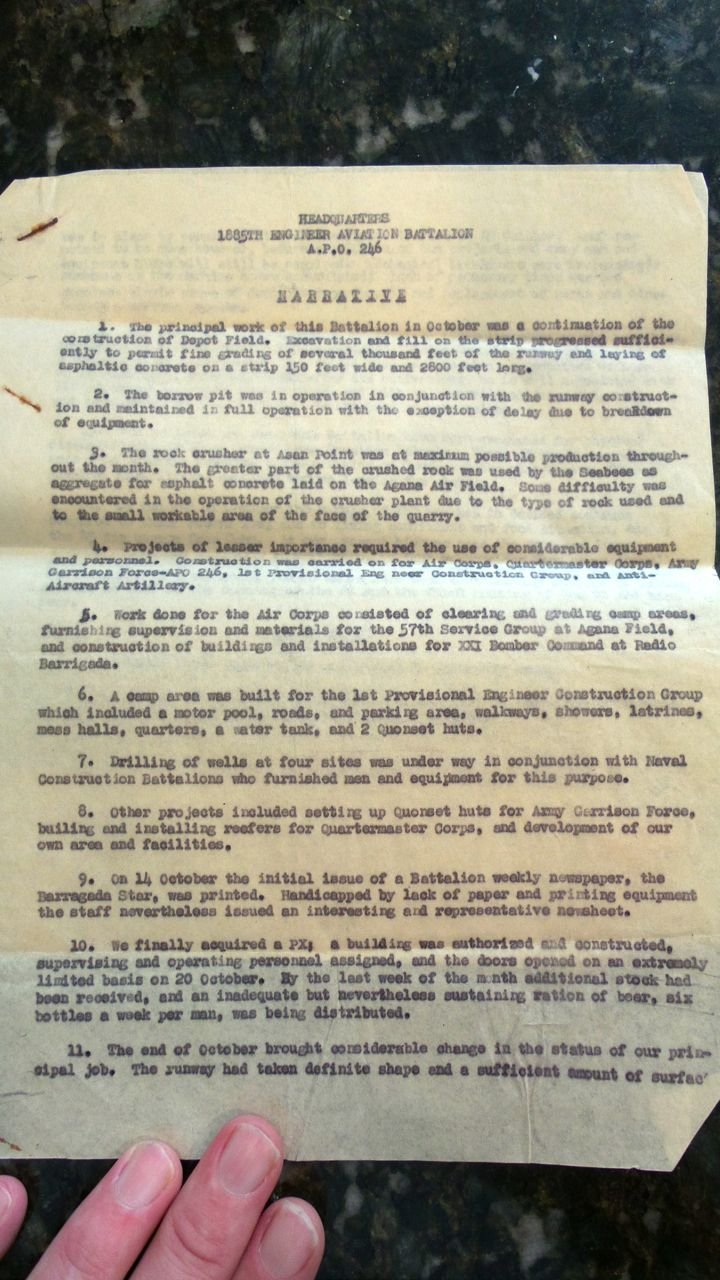 HEADQUARTERS
1885TH ENGINEER AVIATION BATTALION
A.P.O. 246
NARRATIVE
1. The principal work of this Battalion in October was a continuation of the
construction of Depot Field. Excavation and fill on the strip progressed suffici-
ently to permit fine grading of several thousand feet of the runway and laying of
asphaltic concrete on a strip 150 feet wide and 2800 feet long.
2. The borrow pit was in operation in conjunction with the runway construct-
ion and maintained in full operation with the exception of delay due to breakdown
of equipment.
3. The rock crusher at Asan Point was at maximum possible production through-
out the month. The greater part of the crushed rock was used by the Seabees as
aggregate for asphalt concrete laid on the Agana Air Field. Some difficulty was
encountered in the operation of the crusher plant due to the type of rock used and
to the small workable area of the face of the quarry.
4. Projects of lesser importance required the use of considerable equipment
and personnel. Construction was carried on for Air Corps, Quartermaster Corps, Army
Garrison Force-APO 246, 1st Provisional Eng neer Construction Group, and Anti-
Aircraft Artillery.
5. Work done for the Air Corps consisted of clearing and grading camp areas,
furnishing supervision and materials for the 57th Service Group at Agana Field,
and construction of buildings and installations for XXI Bomber Command at Radio
Barrigada.
6. A camp area was built for the 1st Provisional Engineer Construction Group
which included a motor pool, roads, and parking area, walkways, showers, latrines,
mess halls, quarters, a water tank, and 2 Quonset huts.
7. Drilling of wells at four sites was under way in conjunction with Naval
Construction Battalions who furnished men and equipment for this purpose.
8. Other projects included setting up Quonset huts for Army Garrison Force,
builing and installing reefers for Quartermaster Corps, and development of our
own area and facilities.
9. On 14 October the initial issue of a Battalion weekly newspaper, the
Barragada Star, was printed. Handicapped by lack of paper and printing equipment
the staff nevertheless issued an interesting and representative newsheet.
10. We finally acquired a PX; a building was authorized and constructed,
supervising and operating personnel assigned, and the doors opened on an extremely
limited basis on 20 October. By the last week of the month additional stock had
been received, and an inadequate but nevertheless sustaining ration of beer, six
bottles a week per man, was being distributed.
11. The end of October brought considerable change in the status of our prin-
cipal job. The runway had taken definite shape and a sufficient amount of surfac